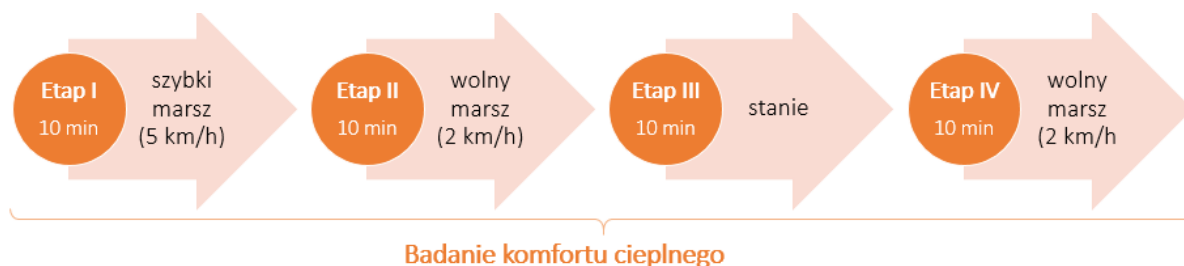 Etap I
10 min
szybki
marsz
(5 km/h)
Etap II
10 min
wolny
marsz
(2 km/h)
Etap III
10 min
stanie
Etap IV
10 min
wolny
marsz
(2 km/h
Badanie komfortu cieplnego